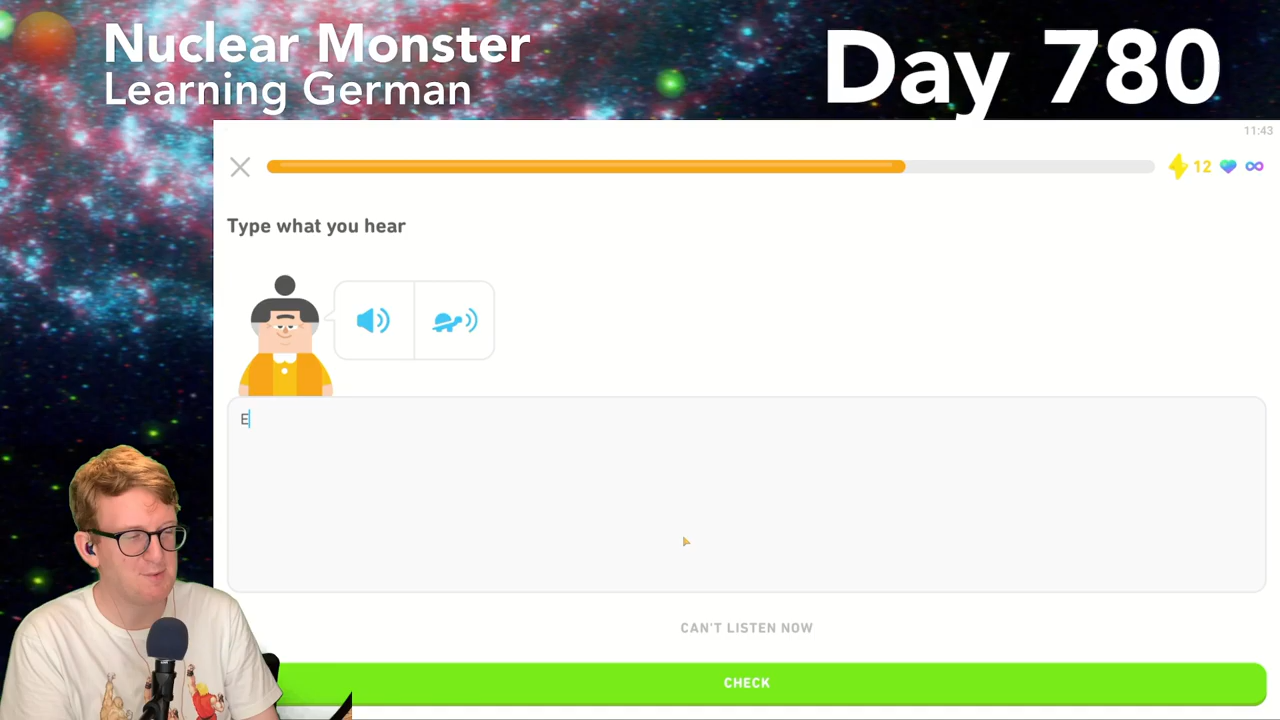 Nuclear Monster
Learning German
Day 780
11:43
12
Type what you hear
E
CAN'T LISTEN NOW
CHECK